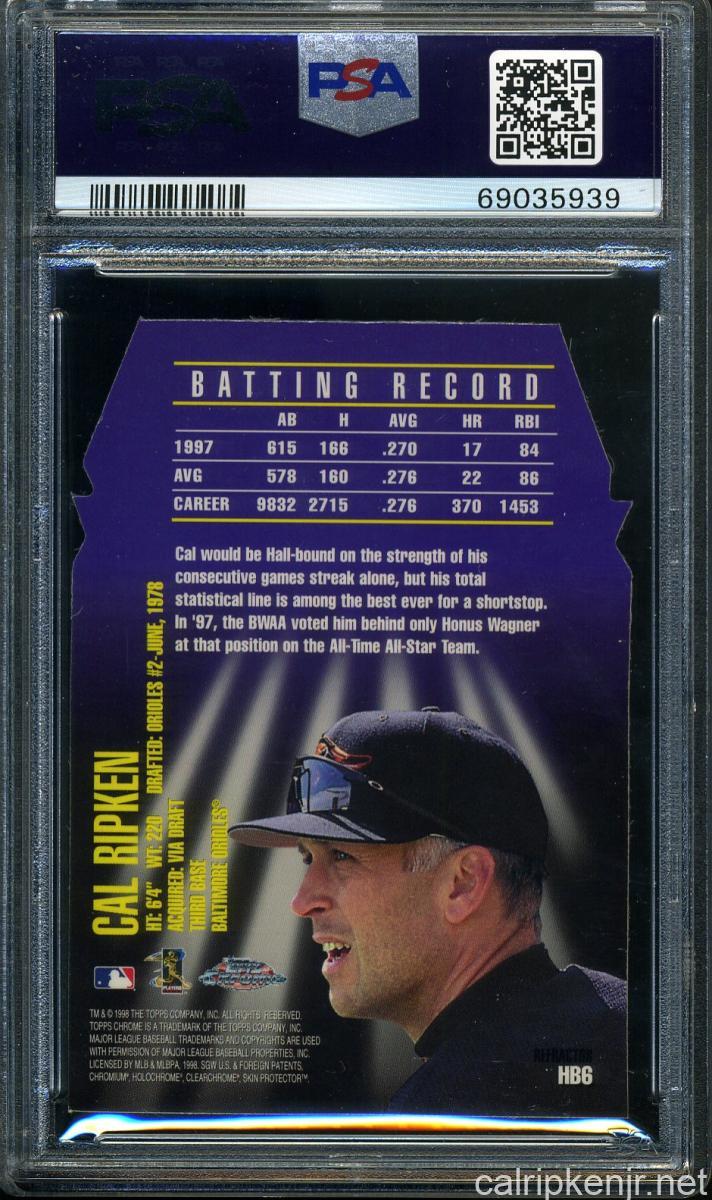 PSA
69035939
BATTING RECORD
AB H AVG HR RBI
1997 615 166 .270 17 84
AVG 578 160 .276 22 86
CAREER 9832 2715 .276 370 1453
Cal would be Hall-bound on the strength of his
consecutive games streak alone, but his total
statistical line is among the best ever for a shortstop.
In '97, the BWAA voted him behind only Honus Wagner
at that position on the All-Time All-Star Team.
CAL RIPKEN
HT: 6'4" WT: 220 DRAFTED: ORIOLES #2-JUNE, 1978
ACQUIRED: VIA DRAFT
THIRD BASE
BALTIMORE ORIOLES®
PLAYERS
TOPPS CHROME
TM & © 1998 THE TOPPS COMPANY, INC. ALL RIGHTS RESERVED.
TOPPS CHROME IS A TRADEMARK OF THE TOPPS COMPANY, INC.
MAJOR LEAGUE BASEBALL TRADEMARKS AND COPYRIGHTS ARE USED
WITH PERMISSION OF MAJOR LEAGUE BASEBALL PROPERTIES, INC.
LICENSED BY MLB & MLBPA, 1998. SGW U.S. & FOREIGN PATENTS,
CHROMIUM®, HOLOCHROME®, CLEARCHROME®, SKIN PROTECTOR™.
REFRACTOR
HB6
calripkenjr.net